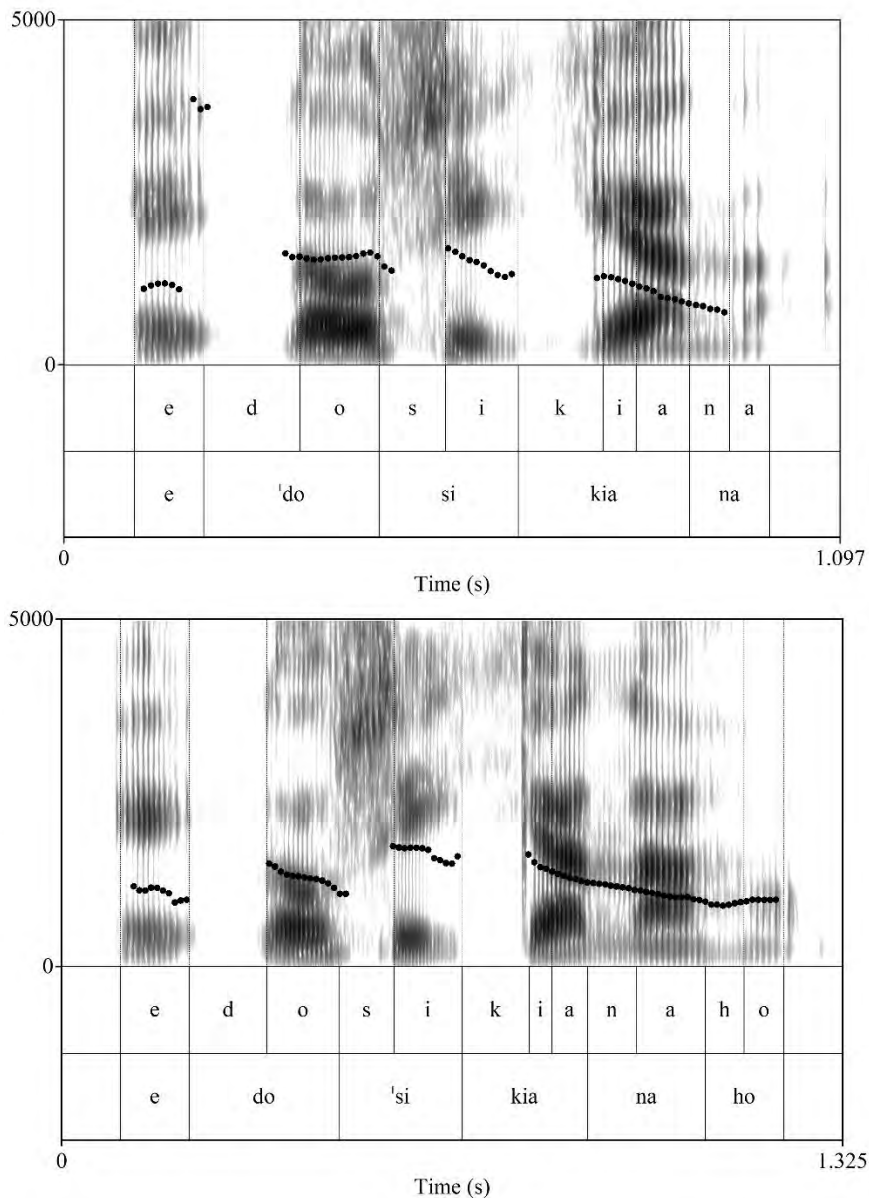 5000
0
e d o s i k i a n a
e ˈdo si kia na
0 1.097
Time (s)
5000
0
e d o s i k i a n a h o
e do ˈsi kia na ho
0 1.325
Time (s)